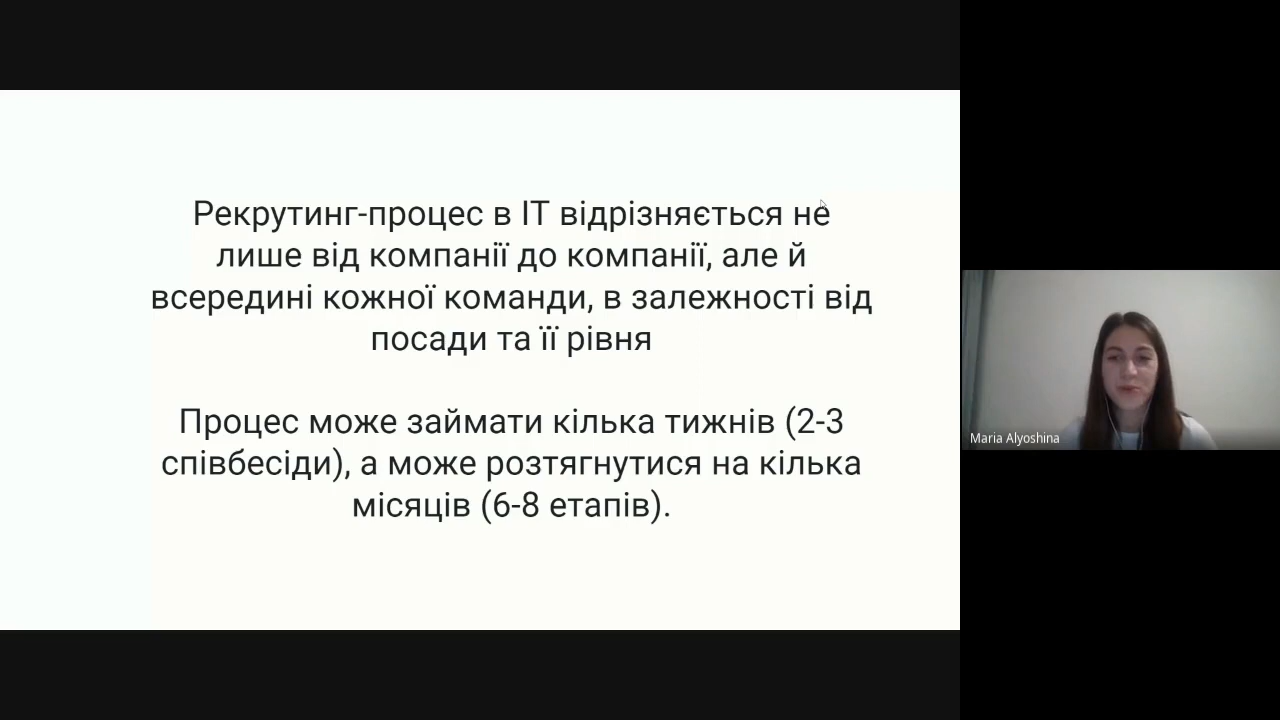 Рекрутинг-процес в ІТ відрізняється не
лише від компанії до компанії, але й
всередині кожної команди, в залежності від
посади та її рівня
Процес може займати кілька тижнів (2-3
співбесіди), а може розтягнутися на кілька
місяців (6-8 етапів).
Maria Alyoshina